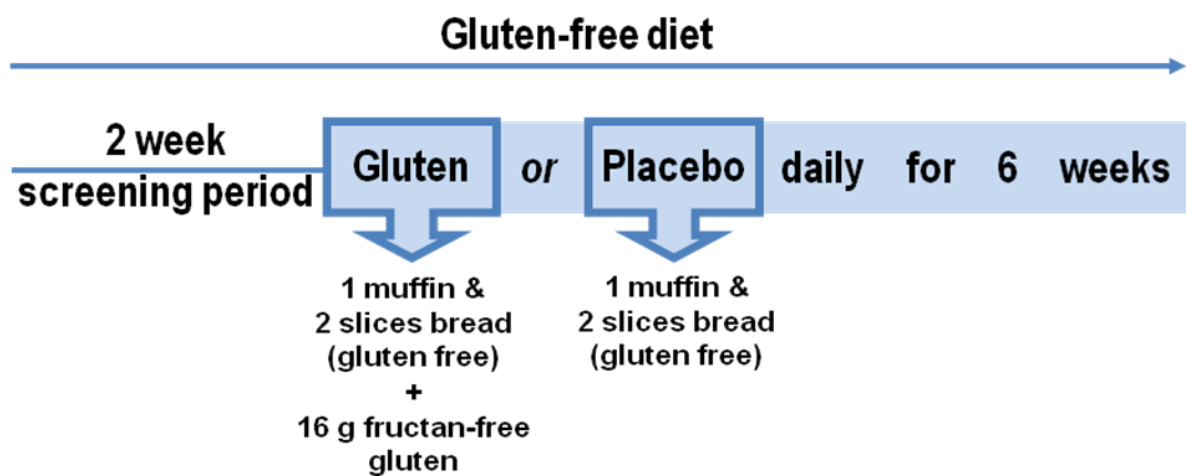 Gluten-free diet
2 week
screening period
Gluten or Placebo daily for 6 weeks
1 muffin &
2 slices bread
(gluten free)
+
16 g fructan-free
gluten
1 muffin &
2 slices bread
(gluten free)